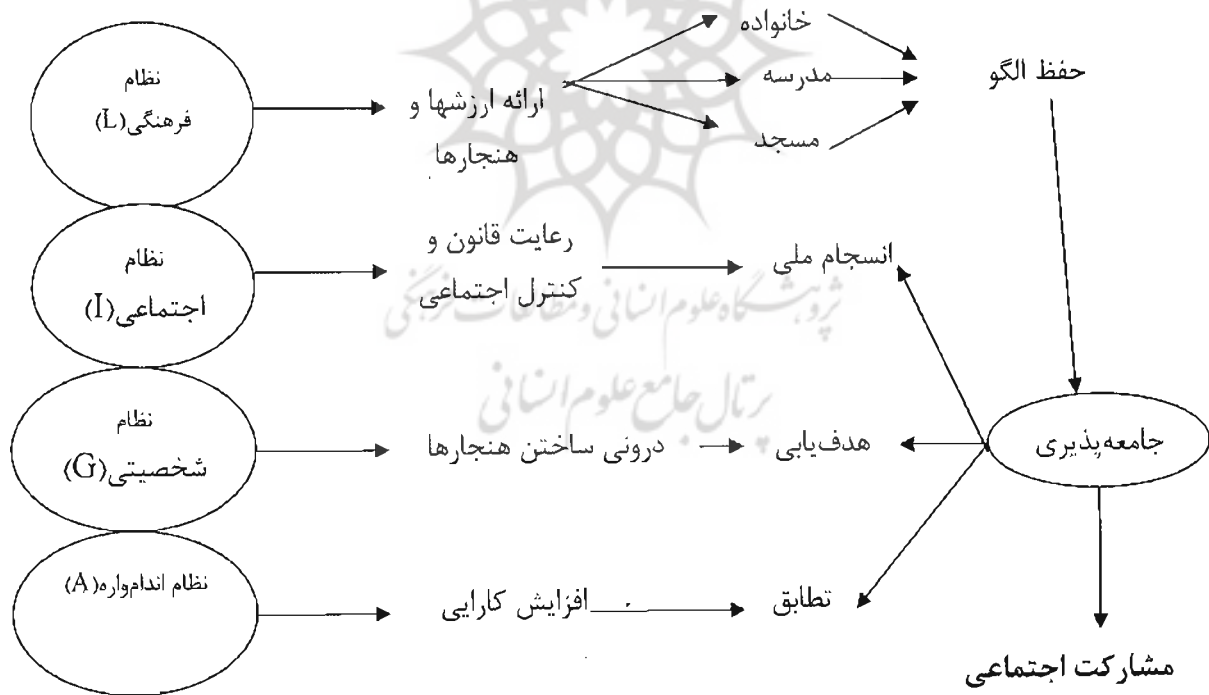 نظام
فرهنگی(L)
ارائه ارزشها و
هنجارها
خانواده
مدرسه
مسجد
حفظ الگو
نظام
اجتماعی(I)
رعایت قانون و
کنترل اجتماعی
انسجام ملی
پژوهشگاه علوم انسانی و مطالعات فرهنگی
پرتال جامع علوم انسانی
نظام
شخصیتی(G)
درونی ساختن هنجارها
هدف‌یابی
جامعه‌پذیری
نظام اندام‌واره(A)
افزایش کارایی
تطابق
مشارکت اجتماعی